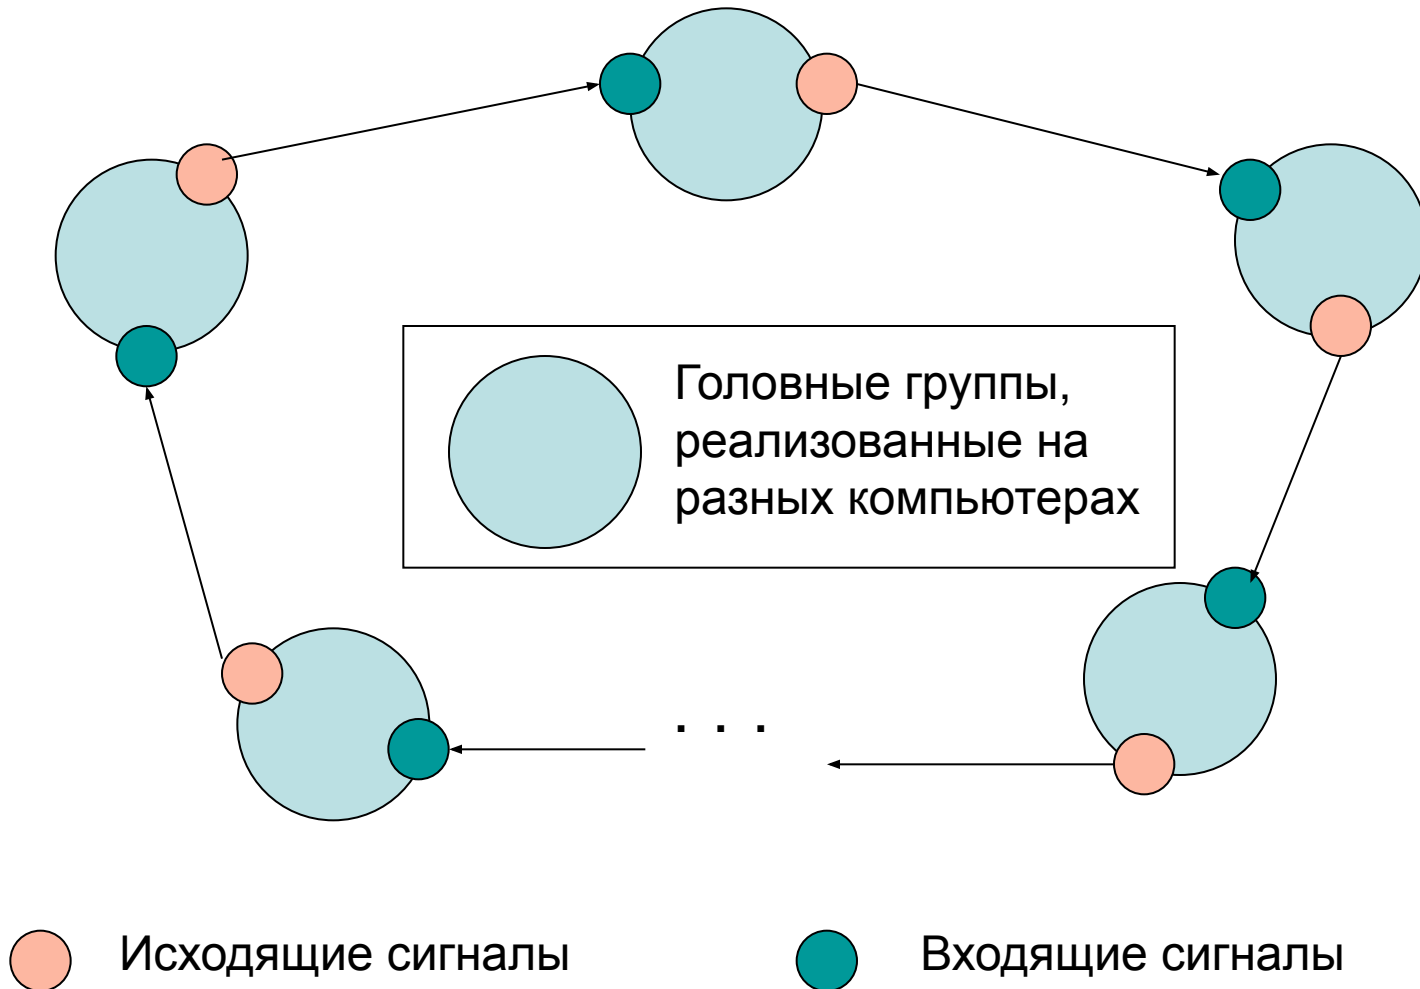 Головные группы,
реализованные на
разных компьютерах
. . .
Исходящие сигналы
Входящие сигналы